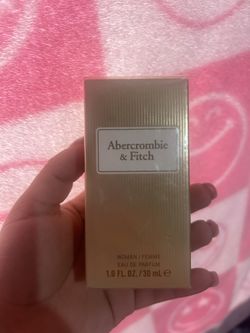 Abercrombie
& Fitch
WOMAN / FEMME
EAU DE PARFUM
1.0 FL. OZ. / 30 mL ℮